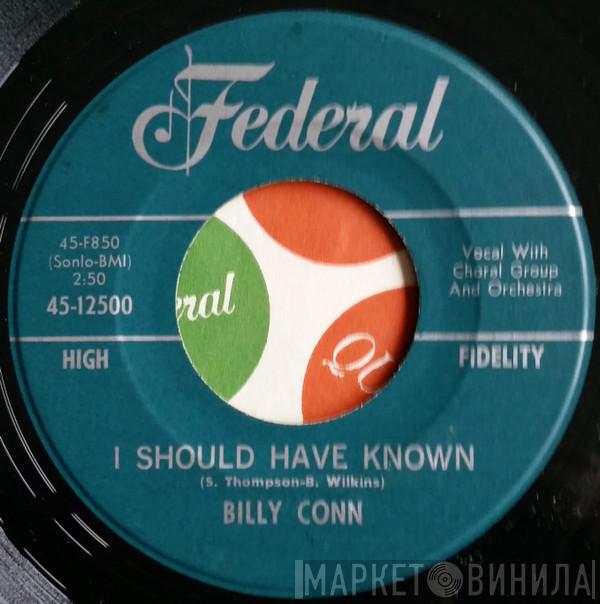 Federal
45-F850
(Sonlo-BMI)
2:50
45-12500
Vocal With
Choral Group
And Orchestra
HIGH
FIDELITY
eral
I SHOULD HAVE KNOWN
(S. Thompson-B. Wilkins)
BILLY CONN
МАРКЕТ ВИНИЛА